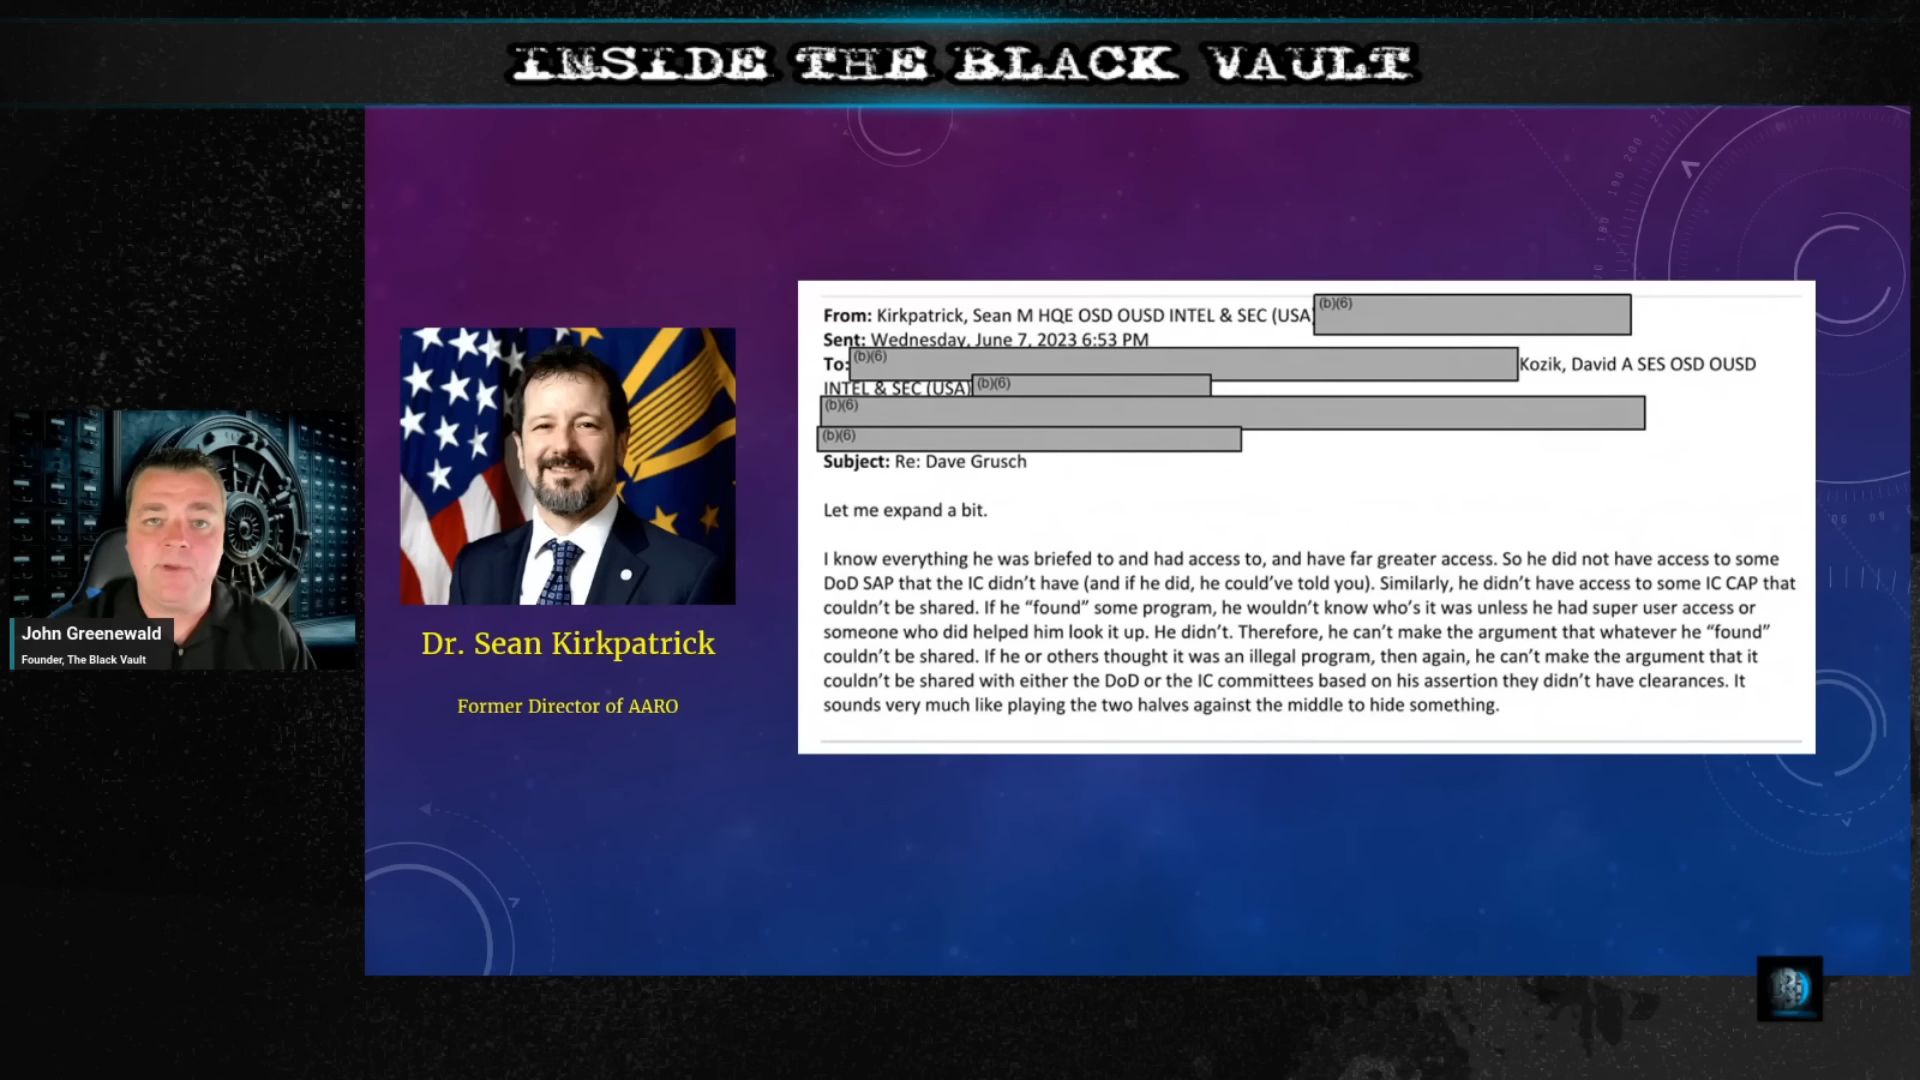 INSIDE THE BLACK VAULT
John Greenewald
Founder, The Black Vault
Dr. Sean Kirkpatrick
Former Director of AARO
From: Kirkpatrick, Sean M HQE OSD OUSD INTEL & SEC (USA (b)(6)
Sent: Wednesday, June 7, 2023 6:53 PM
To: (b)(6) Kozik, David A SES OSD OUSD
INTEL & SEC (USA) (b)(6)
(b)(6)
(b)(6)
Subject: Re: Dave Grusch
Let me expand a bit.
I know everything he was briefed to and had access to, and have far greater access. So he did not have access to some
DoD SAP that the IC didn’t have (and if he did, he could’ve told you). Similarly, he didn’t have access to some IC CAP that
couldn’t be shared. If he “found” some program, he wouldn’t know who’s it was unless he had super user access or
someone who did helped him look it up. He didn’t. Therefore, he can’t make the argument that whatever he “found”
couldn’t be shared. If he or others thought it was an illegal program, then again, he can’t make the argument that it
couldn’t be shared with either the DoD or the IC committees based on his assertion they didn’t have clearances. It
sounds very much like playing the two halves against the middle to hide something.